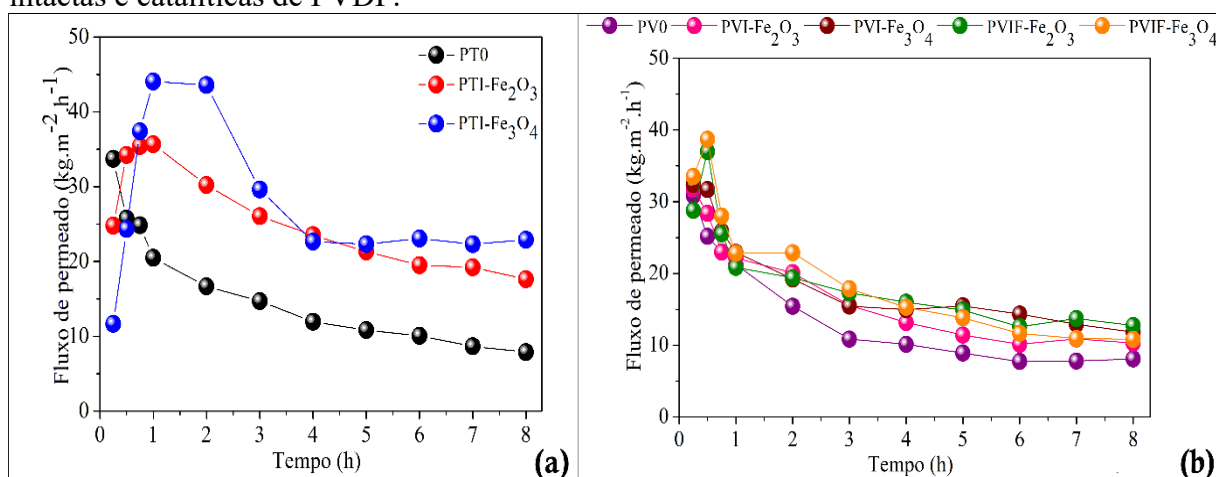 intactas e catalíticas de PVDF.
50
40
30
20
10
0
Fluxo de permeado (kg.m⁻².h⁻¹)
PT0
PTI-Fe₂O₃
PTI-Fe₃O₄
0 1 2 3 4 5 6 7 8
Tempo (h)
(a)
PV0 PVI-Fe₂O₃ PVI-Fe₃O₄ PVIF-Fe₂O₃ PVIF-Fe₃O₄
50
40
30
20
10
0
Fluxo de permeado (kg.m⁻².h⁻¹)
0 1 2 3 4 5 6 7 8
Tempo (h)
(b)